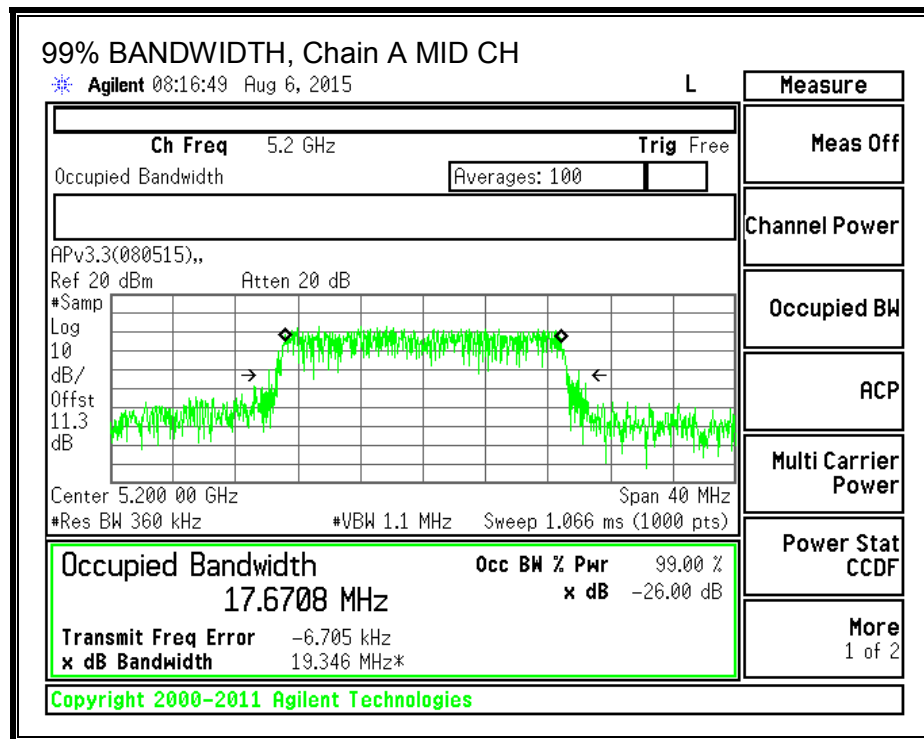 99% BANDWIDTH, Chain A MID CH
Agilent 08:16:49 Aug 6, 2015 L
Measure
Ch Freq 5.2 GHz Trig Free
Meas Off
Occupied Bandwidth Averages: 100
Channel Power
APv3.3(080515),,
Ref 20 dBm Atten 20 dB
#Samp
Log
10
dB/
Offst
11.3
dB
Occupied BW
ACP
Multi Carrier
Power
Center 5.200 00 GHz Span 40 MHz
#Res BW 360 kHz #VBW 1.1 MHz Sweep 1.066 ms (1000 pts)
Power Stat
CCDF
Occupied Bandwidth Occ BW % Pwr 99.00 %
17.6708 MHz x dB -26.00 dB
Transmit Freq Error -6.705 kHz
x dB Bandwidth 19.346 MHz*
More
1 of 2
Copyright 2000-2011 Agilent Technologies